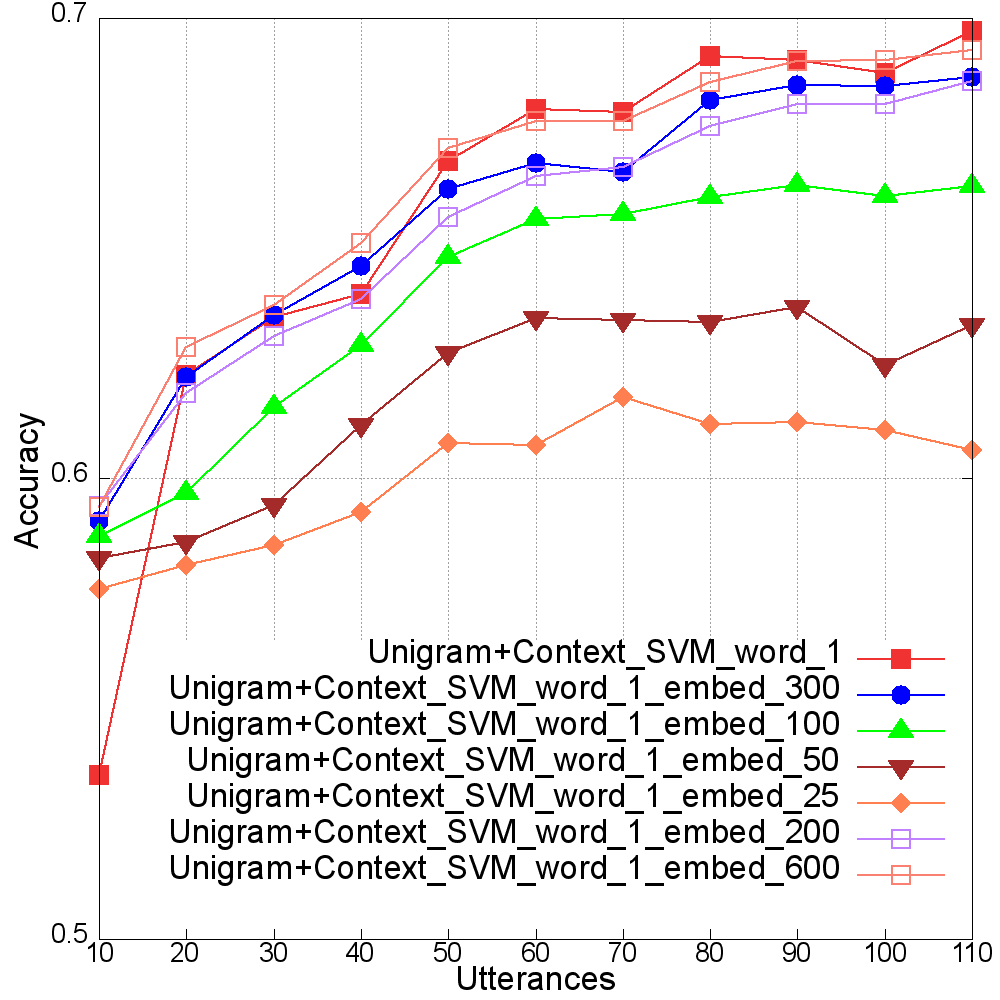 0.7
0.6
0.5
Accuracy
Unigram+Context_SVM_word_1
Unigram+Context_SVM_word_1_embed_300
Unigram+Context_SVM_word_1_embed_100
Unigram+Context_SVM_word_1_embed_50
Unigram+Context_SVM_word_1_embed_25
Unigram+Context_SVM_word_1_embed_200
Unigram+Context_SVM_word_1_embed_600
10 20 30 40 50 60 70 80 90 100 110
Utterances